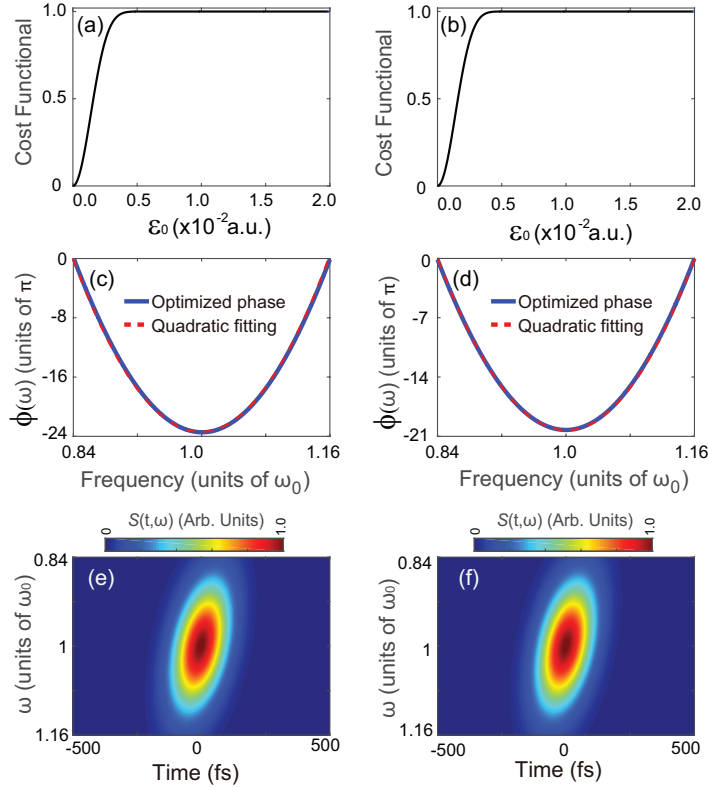 (a)
Cost Functional
1
0.5
0
0.0 0.5 1.0 1.5 2.0
ε₀ (x10⁻² a.u.)
(b)
Cost Functional
1
0.5
0
0.0 0.5 1.0 1.5 2.0
ε₀ (x10⁻² a.u.)
(c)
ϕ(ω) (units of π)
0
-8
-16
-24
Optimized phase
Quadratic fitting
0.84 1.0 1.16
Frequency (units of ω₀)
(d)
ϕ(ω) (units of π)
0
-7
-14
-21
Optimized phase
Quadratic fitting
0.84 1.0 1.16
Frequency (units of ω₀)
S(t,ω) (Arb. Units)
0 1.0
(e)
ω (units of ω₀)
0.84
1
1.16
-500 0 500
Time (fs)
S(t,ω) (Arb. Units)
0 1.0
(f)
ω (units of ω₀)
0.84
1
1.16
-500 0 500
Time (fs)